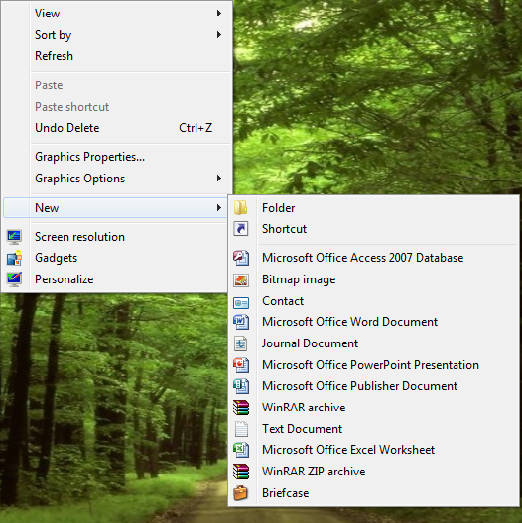 View
Sort by
Refresh
Paste
Paste shortcut
Undo Delete Ctrl+Z
Graphics Properties...
Graphics Options
New
Screen resolution
Gadgets
Personalize
Folder
Shortcut
Microsoft Office Access 2007 Database
Bitmap image
Contact
Microsoft Office Word Document
Journal Document
Microsoft Office PowerPoint Presentation
Microsoft Office Publisher Document
WinRAR archive
Text Document
Microsoft Office Excel Worksheet
WinRAR ZIP archive
Briefcase